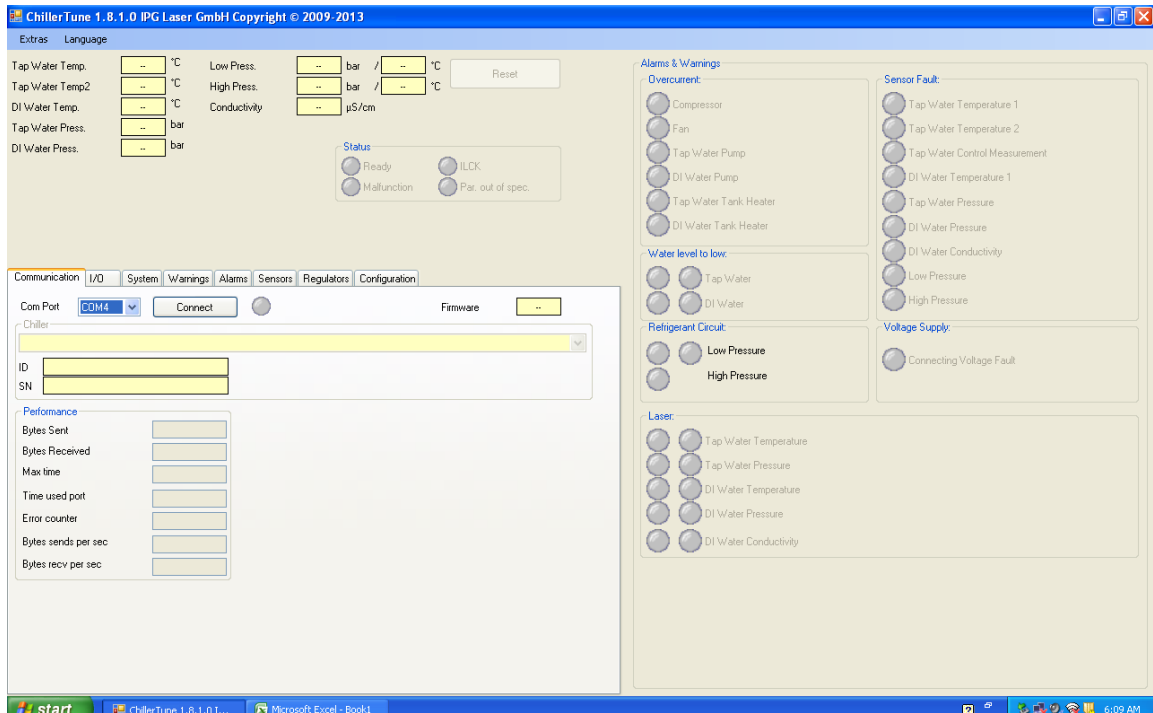 ChillerTune 1.8.1.0 IPG Laser GmbH Copyright © 2009-2013
Extras Language
Tap Water Temp. -- °C Low Press. -- bar / -- °C Reset
Tap Water Temp2 -- °C High Press. -- bar / -- °C
DI Water Temp. -- °C Conductivity -- µS/cm
Tap Water Press. -- bar
DI Water Press. -- bar
Status
Ready ILCK
Malfunction Par. out of spec.
Communication I/O System Warnings Alarms Sensors Regulators Configuration
Com Port COM4 Connect Firmware --
Chiller
ID
SN
Performance
Bytes Sent
Bytes Received
Max time
Time used port
Error counter
Bytes sends per sec
Bytes recv per sec
Alarms & Warnings
Overcurrent:
Compressor
Fan
Tap Water Pump
DI Water Pump
Tap Water Tank Heater
DI Water Tank Heater
Water level to low:
Tap Water
DI Water
Refrigerant Circuit:
Low Pressure
High Pressure
Sensor Fault:
Tap Water Temperature 1
Tap Water Temperature 2
Tap Water Control Measurement
DI Water Temperature 1
Tap Water Pressure
DI Water Pressure
DI Water Conductivity
Low Pressure
High Pressure
Voltage Supply:
Connecting Voltage Fault
Laser:
Tap Water Temperature
Tap Water Pressure
DI Water Temperature
DI Water Pressure
DI Water Conductivity
start ChillerTune 1.8.1.0 I... Microsoft Excel - Book1 6:09 AM